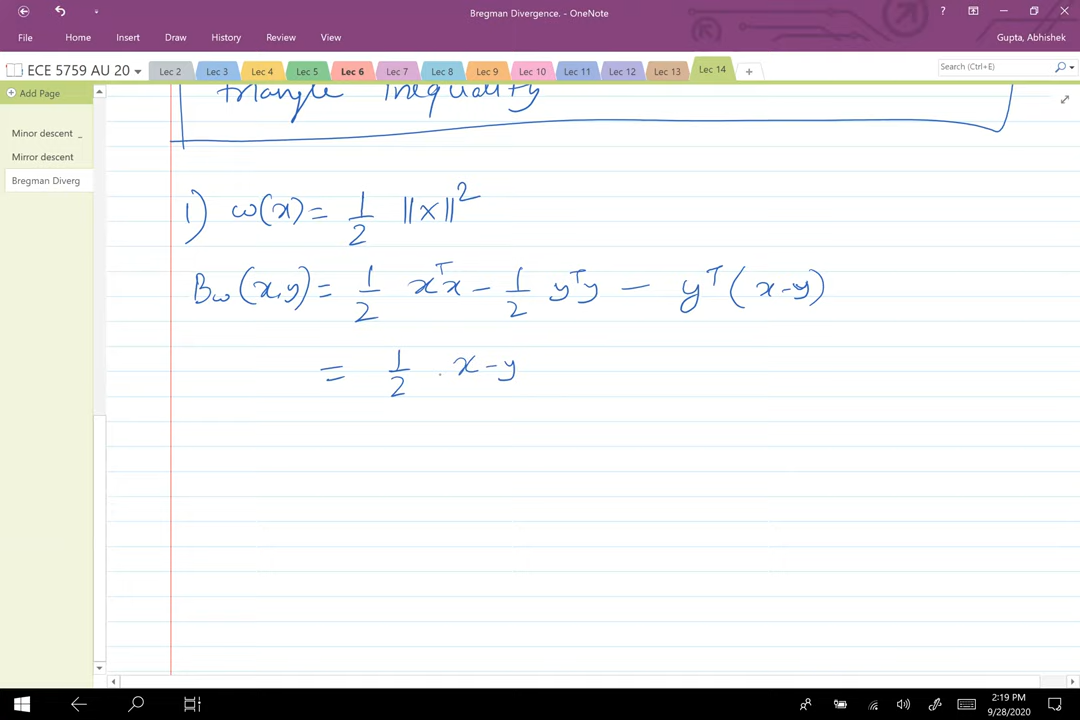 Bregman Divergence. - OneNote
File Home Insert Draw History Review View Gupta, Abhishek
ECE 5759 AU 20 Lec 2 Lec 3 Lec 4 Lec 5 Lec 6 Lec 7 Lec 8 Lec 9 Lec 10 Lec 11 Lec 12 Lec 13 Lec 14 + Search (Ctrl+E)
+ Add Page
Minor descent _
Mirror descent
Bregman Diverg
Triangle Inequality
1) ω(x) = 1/2 ||x||²
Bω(x,y) = 1/2 xᵀx - 1/2 yᵀy - yᵀ(x-y)
= 1/2 . x-y
2:19 PM
9/28/2020